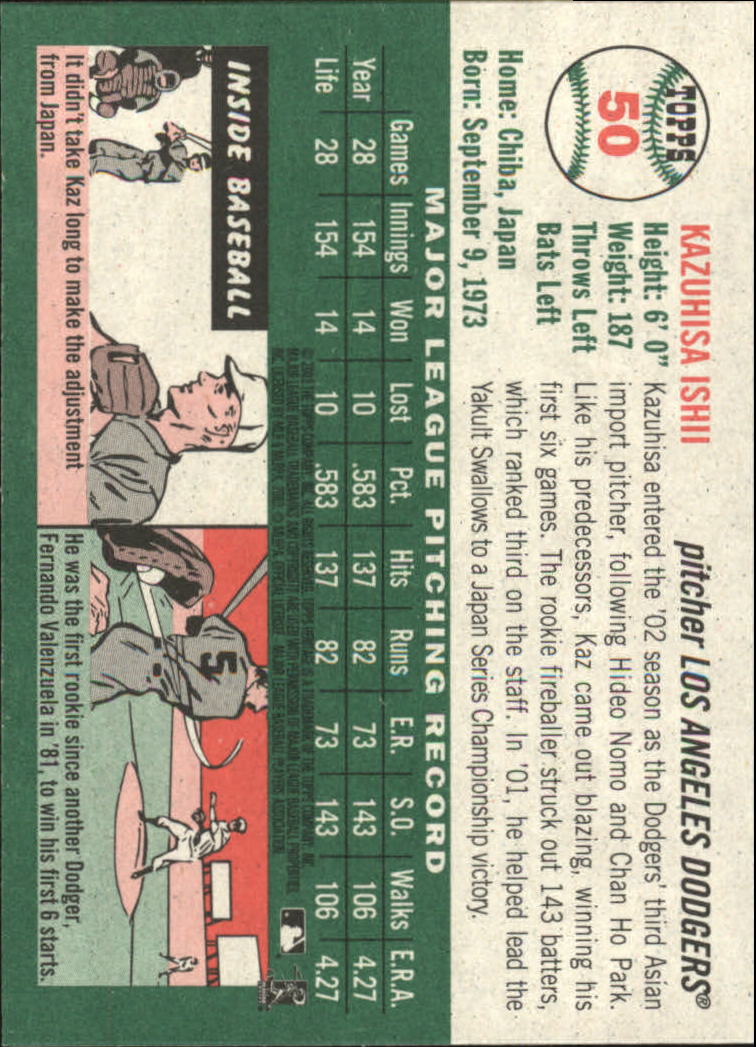 TOPPS
50
KAZUHISA ISHII
pitcher LOS ANGELES DODGERS®
Height: 6' 0"
Weight: 187
Throws Left
Bats Left
Home: Chiba, Japan
Born: September 9, 1973
Kazuhisa entered the '02 season as the Dodgers' third Asian
import pitcher, following Hideo Nomo and Chan Ho Park.
Like his predecessors, Kaz came out blazing, winning his
first six games. The rookie fireballer struck out 143 batters,
which ranked third on the staff. In '01, he helped lead the
Yakult Swallows to a Japan Series Championship victory.
MAJOR LEAGUE PITCHING RECORD
Games Innings Won Lost Pct. Hits Runs E.R. S.O. Walks E.R.A.
Year 28 154 14 10 .583 137 82 73 143 106 4.27
Life 28 154 14 10 .583 137 82 73 143 106 4.27
INSIDE BASEBALL
It didn't take Kaz long to make the adjustment
from Japan.
5
He was the first rookie since another Dodger,
Fernando Valenzuela in '81, to win his first 6 starts.